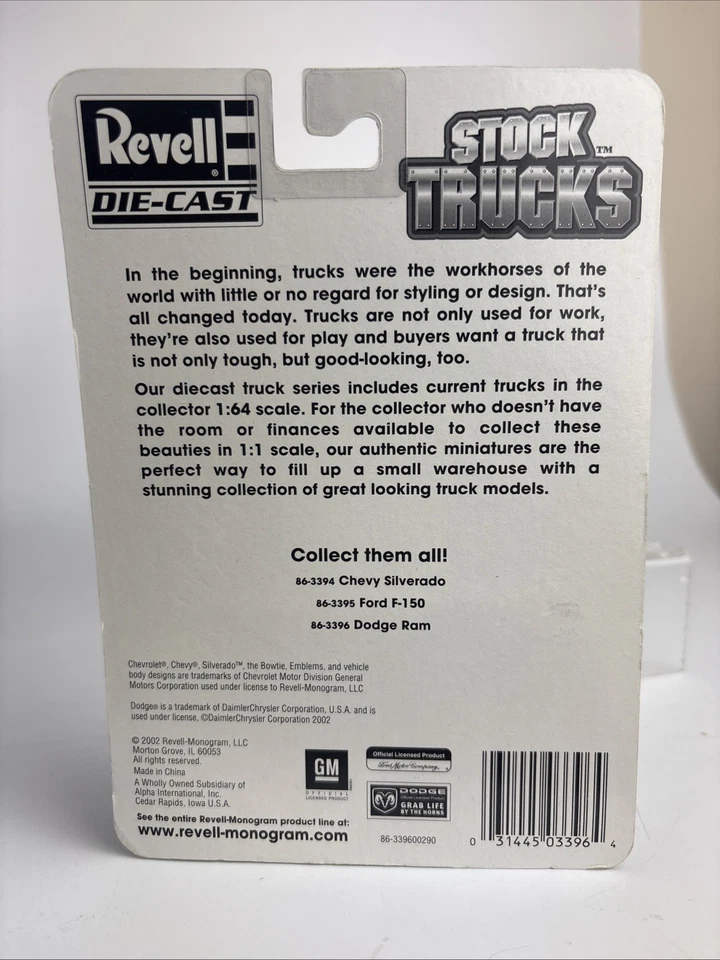 Revell®
DIE-CAST
STOCK™
TRUCKS
In the beginning, trucks were the workhorses of the
world with little or no regard for styling or design. That's
all changed today. Trucks are not only used for work,
they're also used for play and buyers want a truck that
is not only tough, but good-looking, too.
Our diecast truck series includes current trucks in the
collector 1:64 scale. For the collector who doesn't have
the room or finances available to collect these
beauties in 1:1 scale, our authentic miniatures are the
perfect way to fill up a small warehouse with a
stunning collection of great looking truck models.
Collect them all!
86-3394 Chevy Silverado
86-3395 Ford F-150
86-3396 Dodge Ram
Chevrolet®, Chevy®, Silverado™, the Bowtie, Emblems, and vehicle
body designs are trademarks of Chevrolet Motor Division General
Motors Corporation used under license to Revell-Monogram, LLC
Dodge® is a trademark of DaimlerChrysler Corporation, U.S.A. and is
used under license, ©DaimlerChrysler Corporation 2002
© 2002 Revell-Monogram, LLC
Morton Grove, IL 60053
All rights reserved.
Made in China
A Wholly Owned Subsidiary of
Alpha International, Inc.
Cedar Rapids, Iowa U.S.A.
See the entire Revell-Monogram product line at:
www.revell-monogram.com
GM
OFFICIAL
LICENSED PRODUCT
Official Licensed Product
Ford Motor Company
DODGE
Official Licensed Product
GRAB LIFE
BY THE HORNS
86-339600290
0 31445 03396 4